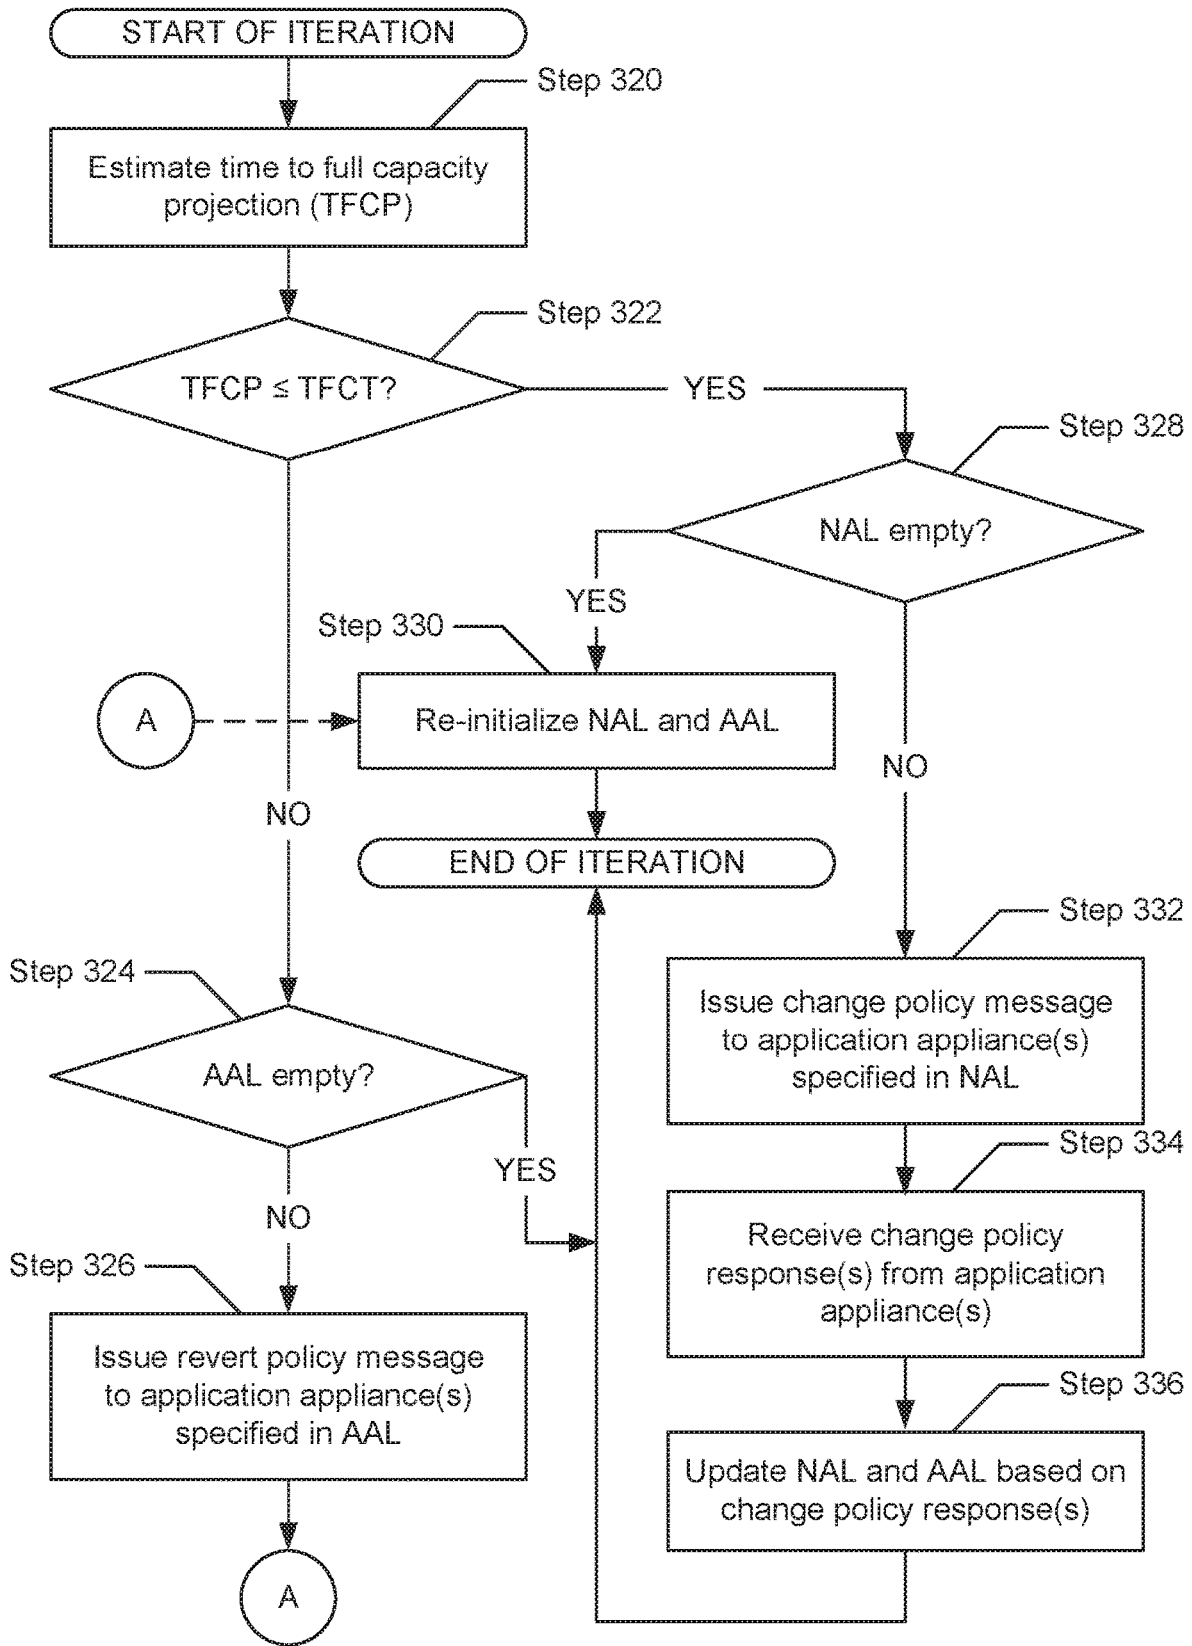 START OF ITERATION
Step 320
Estimate time to full capacity
projection (TFCP)
Step 322
TFCP ≤ TFCT?
YES
Step 328
NAL empty?
YES
Step 330
A
Re-initialize NAL and AAL
NO
NO
END OF ITERATION
Step 332
Step 324
Issue change policy message
to application appliance(s)
specified in NAL
AAL empty?
Step 334
YES
NO
Receive change policy
response(s) from application
appliance(s)
Step 326
Issue revert policy message
to application appliance(s)
specified in AAL
Step 336
Update NAL and AAL based on
change policy response(s)
A